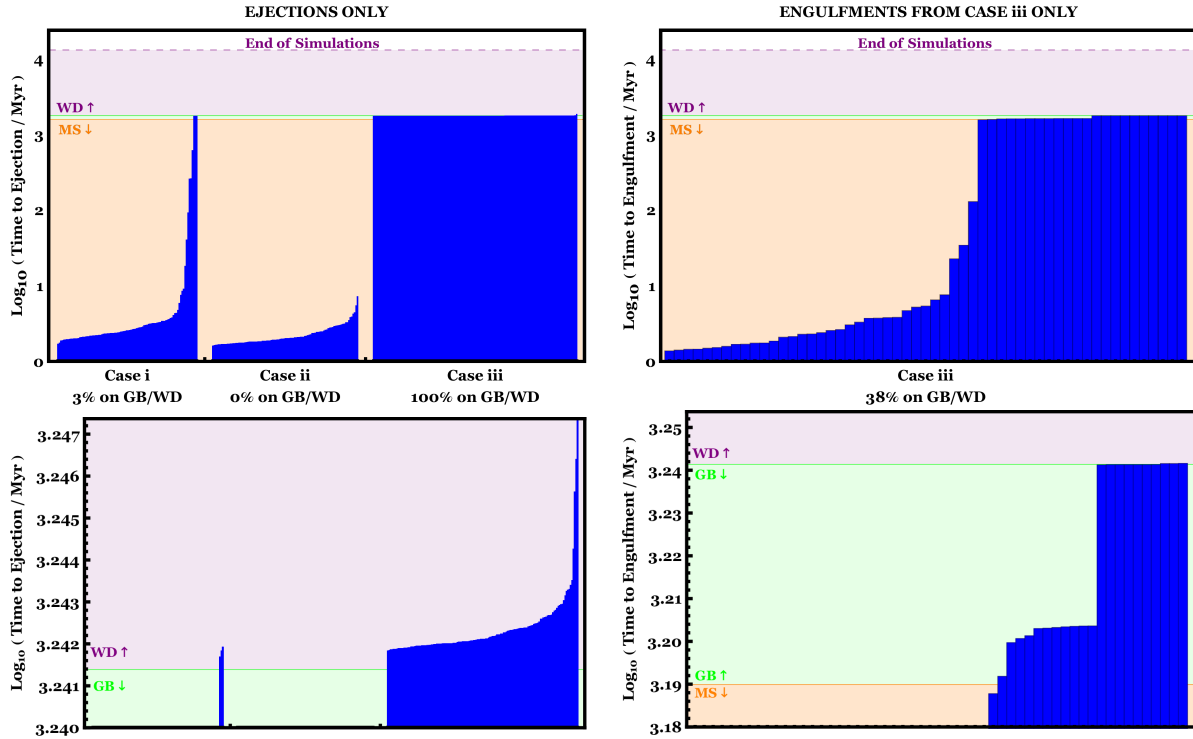 EJECTIONS ONLY
End of Simulations
WD↑
MS↓
Log10 ( Time to Ejection / Myr )
4
3
2
1
0
Case i
Case ii
Case iii
3% on GB/WD
0% on GB/WD
100% on GB/WD
ENGULFMENTS FROM CASE iii ONLY
End of Simulations
WD↑
MS↓
Log10 ( Time to Engulfment / Myr )
4
3
2
1
0
Case iii
38% on GB/WD
Log10 ( Time to Ejection / Myr )
3.247
3.246
3.245
3.244
3.243
3.242
3.241
3.240
WD↑
GB↓
Log10 ( Time to Engulfment / Myr )
3.25
3.24
3.23
3.22
3.21
3.20
3.19
3.18
WD↑
GB↓
GB↑
MS↓